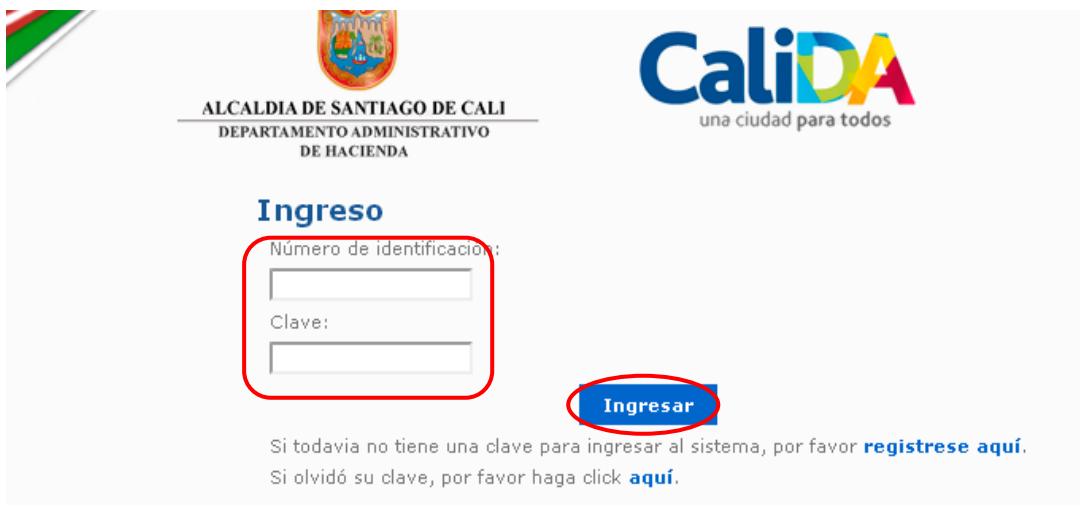 ALCALDIA DE SANTIAGO DE CALI
DEPARTAMENTO ADMINISTRATIVO
DE HACIENDA
CaliDA
una ciudad para todos
Ingreso
Número de identificación:
Clave:
Ingresar
Si todavia no tiene una clave para ingresar al sistema, por favor registrese aquí.
Si olvidó su clave, por favor haga click aquí.